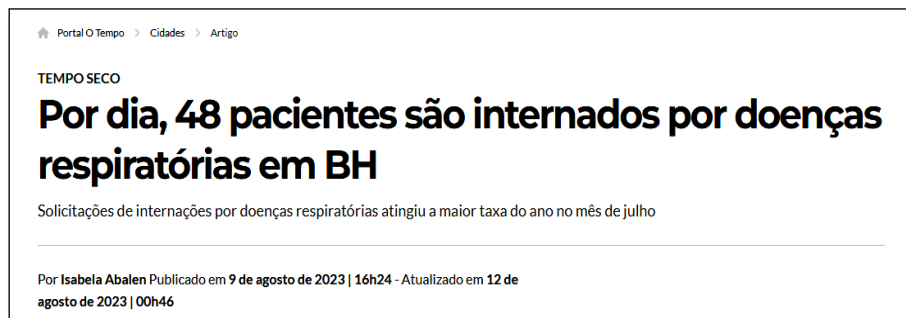 Portal O Tempo > Cidades > Artigo
TEMPO SECO
Por dia, 48 pacientes são internados por doenças
respiratórias em BH
Solicitações de internações por doenças respiratórias atingiu a maior taxa do ano no mês de julho
Por Isabela Abalen Publicado em 9 de agosto de 2023 | 16h24 - Atualizado em 12 de
agosto de 2023 | 00h46